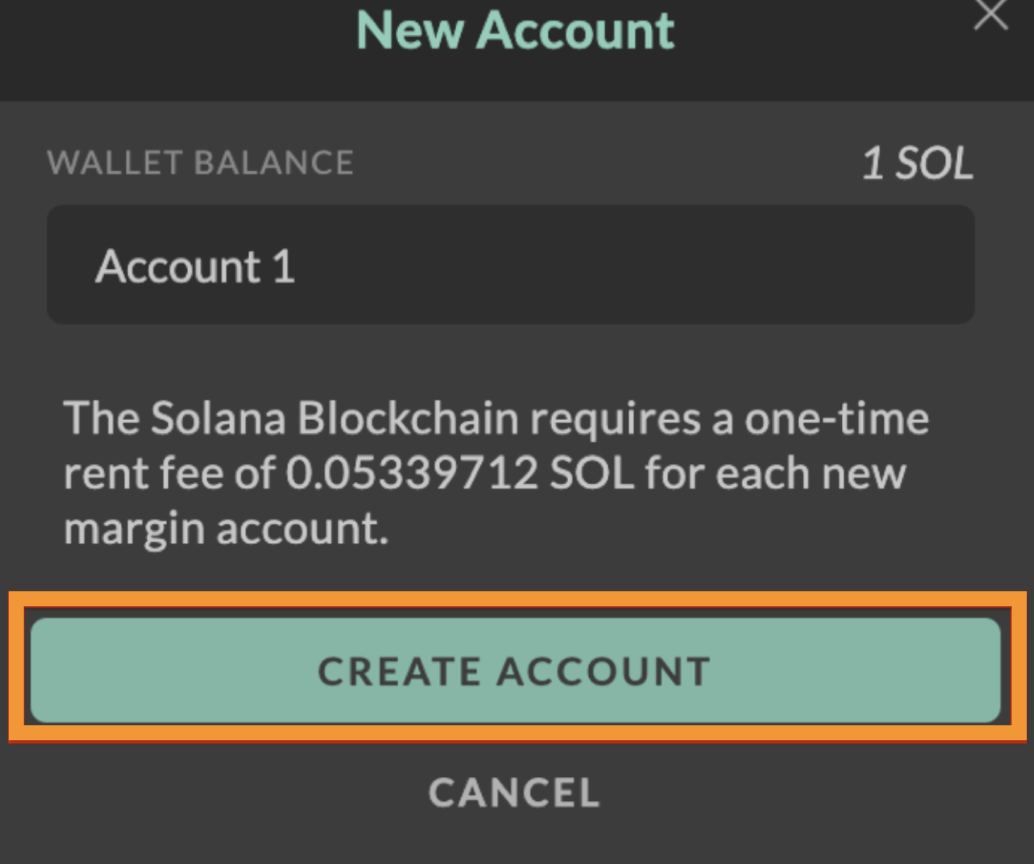 New Account
WALLET BALANCE
1 SOL
Account 1
The Solana Blockchain requires a one-time
rent fee of 0.05339712 SOL for each new
margin account.
CREATE ACCOUNT
CANCEL